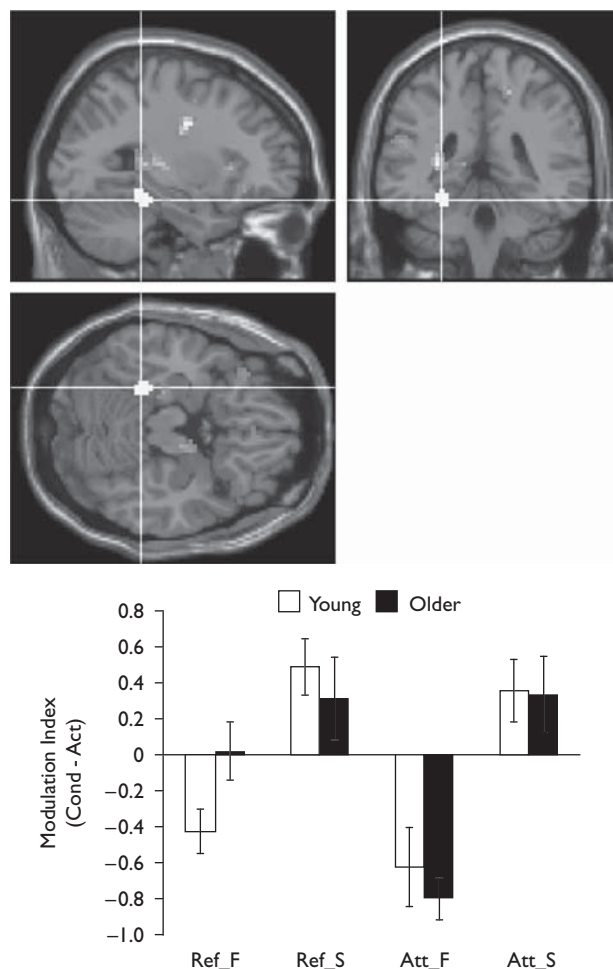 Young Older
0.8
0.6
0.4
0.2
0
−0.2
−0.4
−0.6
−0.8
−1.0
Modulation Index
(Cond - Act)
Ref_F Ref_S Att_F Att_S